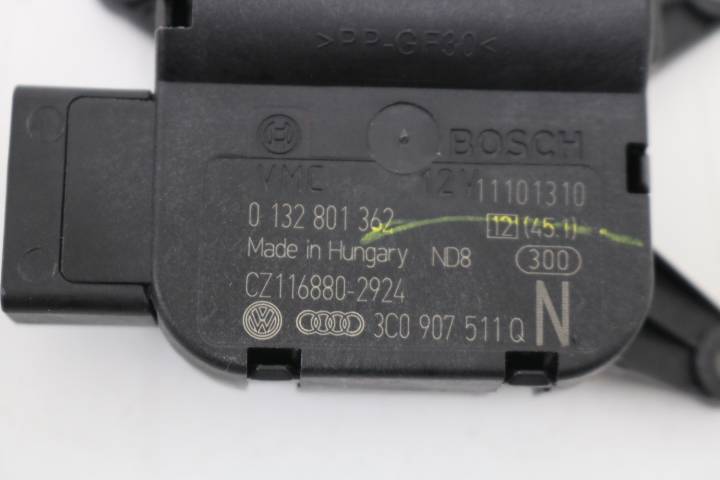 >PP-GF30<
BOSCH
VMC 12V 11101310
0 132 801 362 12 (45:1)
Made in Hungary ND8 300
CZ116880-2924
3C0 907 511 Q N